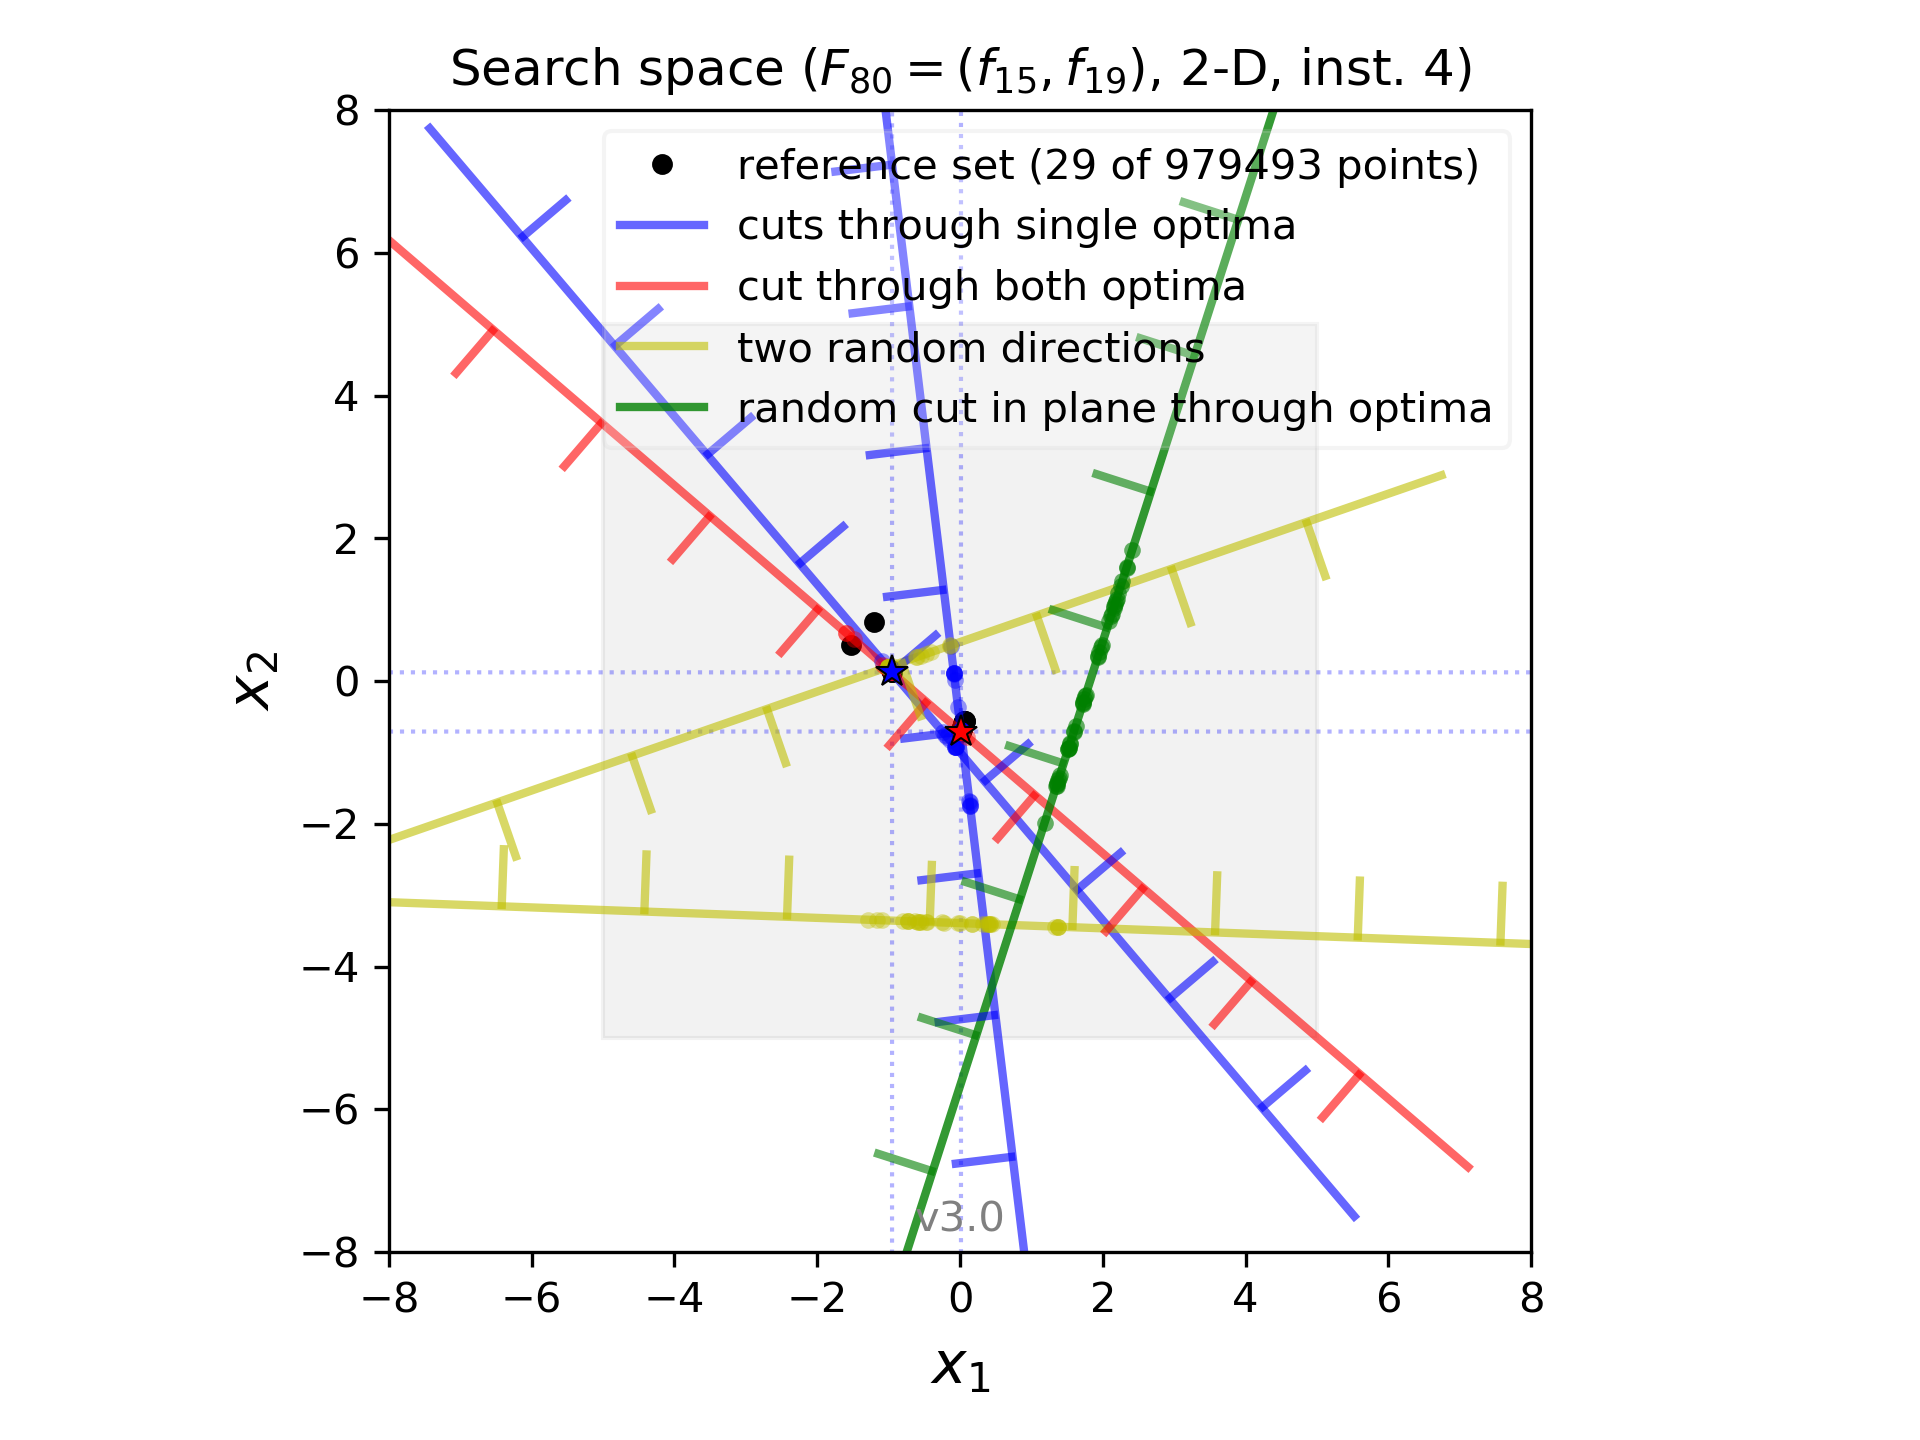 Search space (F80 = (f15, f19), 2-D, inst. 4)
reference set (29 of 979493 points)
cuts through single optima
cut through both optima
two random directions
random cut in plane through optima
8
6
4
2
0
−2
−4
−6
−8
x2
v3.0
−8 −6 −4 −2 0 2 4 6 8
x1